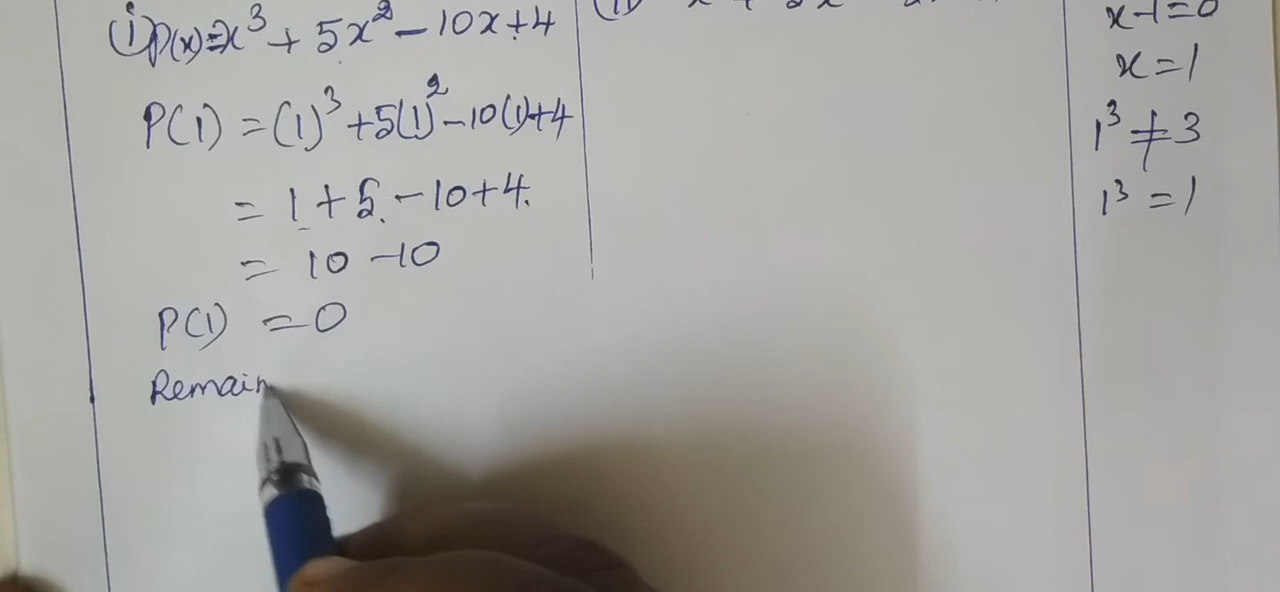 (i) p(x)=x³ + 5x² - 10x + 4
P(1) = (1)³ + 5(1)² - 10(1) + 4
= 1 + 5 - 10 + 4
= 10 - 10
P(1) = 0
Remain
(ii)
x-1=0
x=1
1³ ≠ 3
1³ = 1